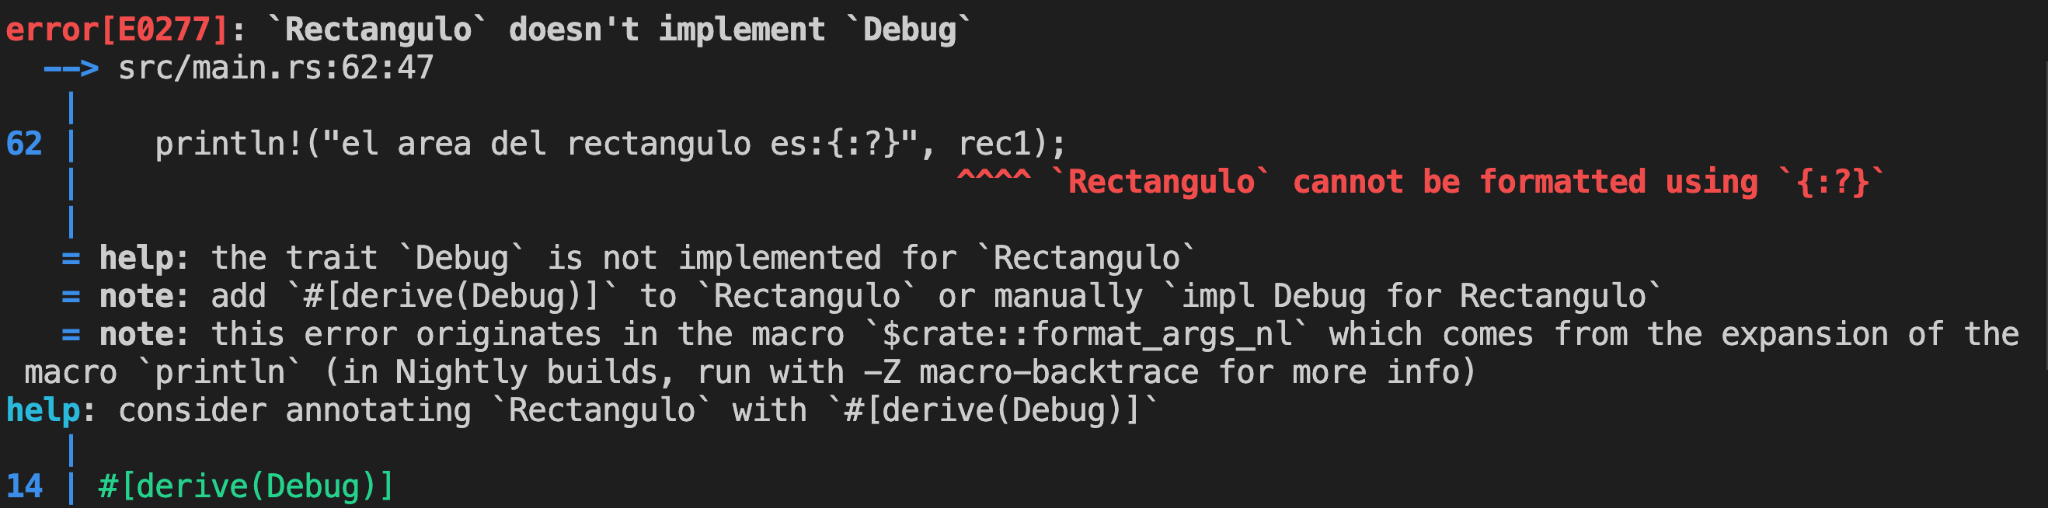 error[E0277]: `Rectangulo` doesn't implement `Debug`
  --> src/main.rs:62:47
   |
62 |    println!("el area del rectangulo es:{:?}", rec1);
   |                                               ^^^^ `Rectangulo` cannot be formatted using `{:?}`
   |
   = help: the trait `Debug` is not implemented for `Rectangulo`
   = note: add `#[derive(Debug)]` to `Rectangulo` or manually `impl Debug for Rectangulo`
   = note: this error originates in the macro `$crate::format_args_nl` which comes from the expansion of the
 macro `println` (in Nightly builds, run with -Z macro-backtrace for more info)
help: consider annotating `Rectangulo` with `#[derive(Debug)]`
   |
14 | #[derive(Debug)]